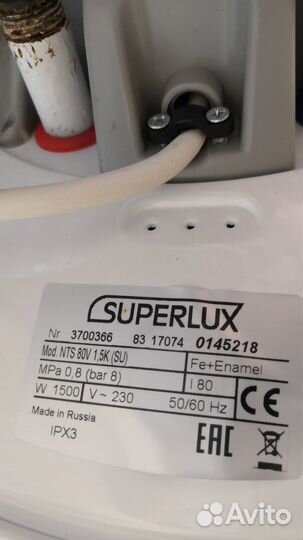 SUPERLUX
Nr 3700366 83 17074 0145218
Mod. NTS 80V 1,5K (SU) Fe+Enamel
MPa 0,8 (bar 8) l 80
W 1500 V~ 230 50/60 Hz CE
Made in Russia
IPX3 EAC
Avito